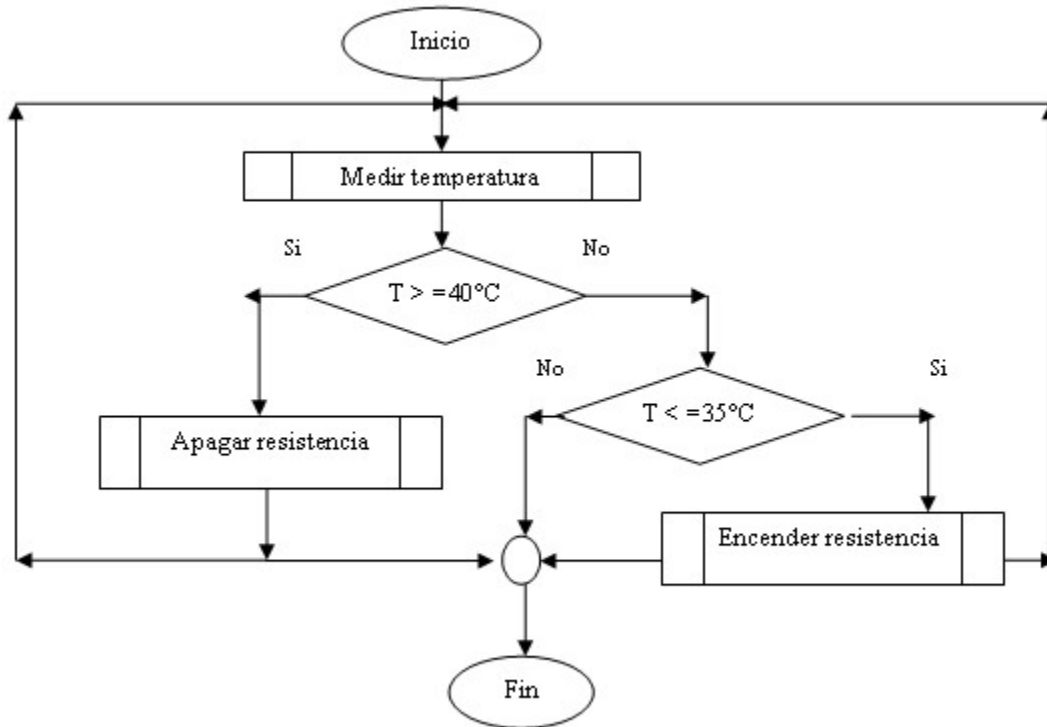 Inicio
Medir temperatura
Si
No
T > =40°C
No
Si
T < =35°C
Apagar resistencia
Encender resistencia
Fin